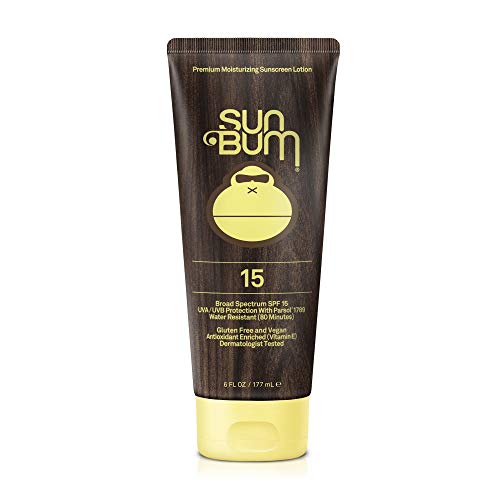 Premium Moisturizing Sunscreen Lotion
sun
Bum®
15
Broad Spectrum SPF 15
UVA/UVB Protection With Parsol® 1789
Water Resistant (80 Minutes)
Gluten Free and Vegan
Antioxidant Enriched (Vitamin E)
Dermatologist Tested
6 FL OZ / 177 mL ℮